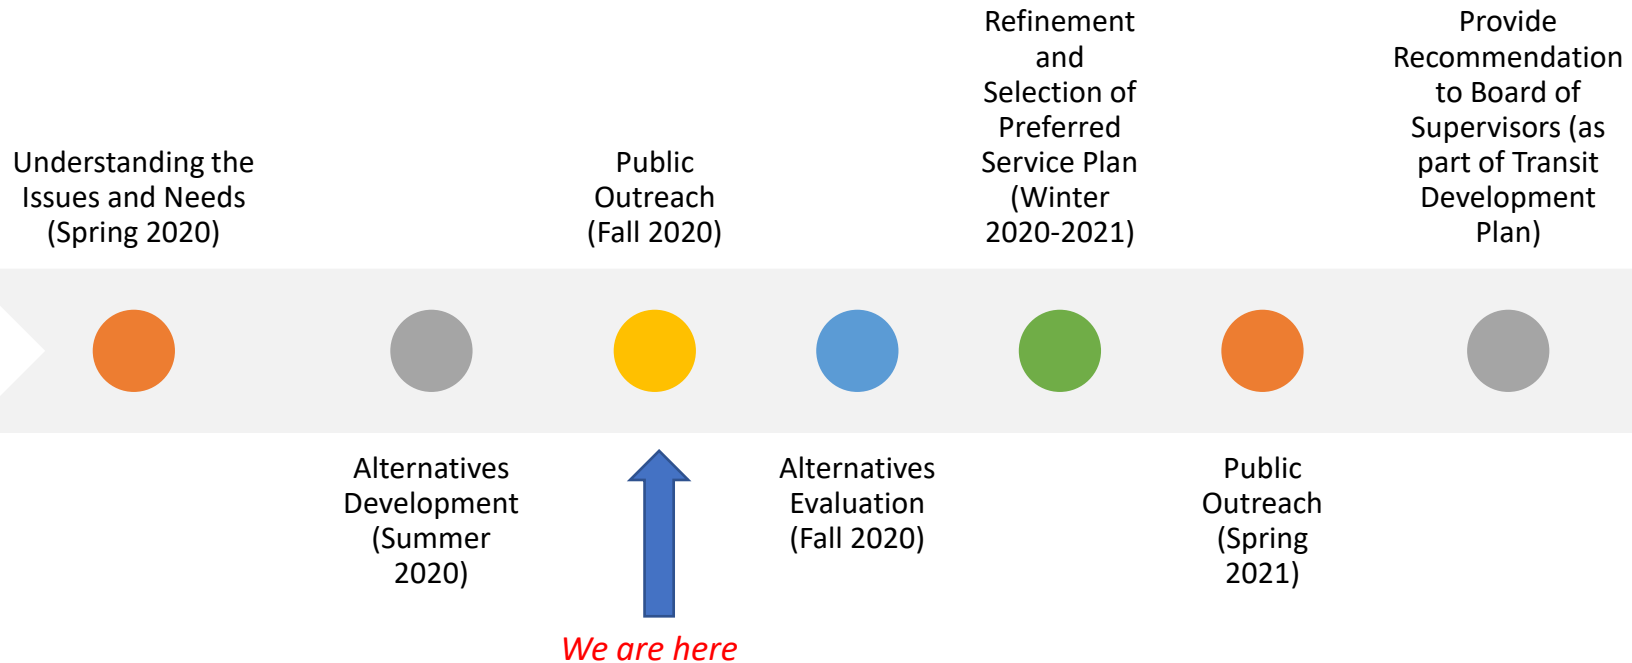 Understanding the
Issues and Needs
(Spring 2020)
Alternatives
Development
(Summer
2020)
Public
Outreach
(Fall 2020)
We are here
Alternatives
Evaluation
(Fall 2020)
Refinement
and
Selection of
Preferred
Service Plan
(Winter
2020-2021)
Public
Outreach
(Spring
2021)
Provide
Recommendation
to Board of
Supervisors (as
part of Transit
Development
Plan)